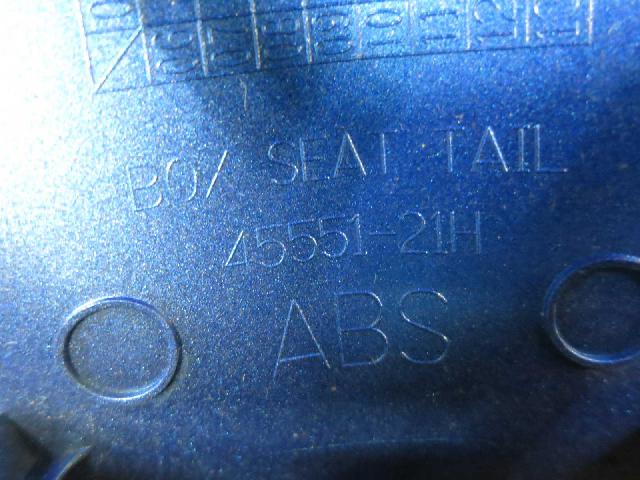 BOX SEAT TAIL
45551-21H
ABS